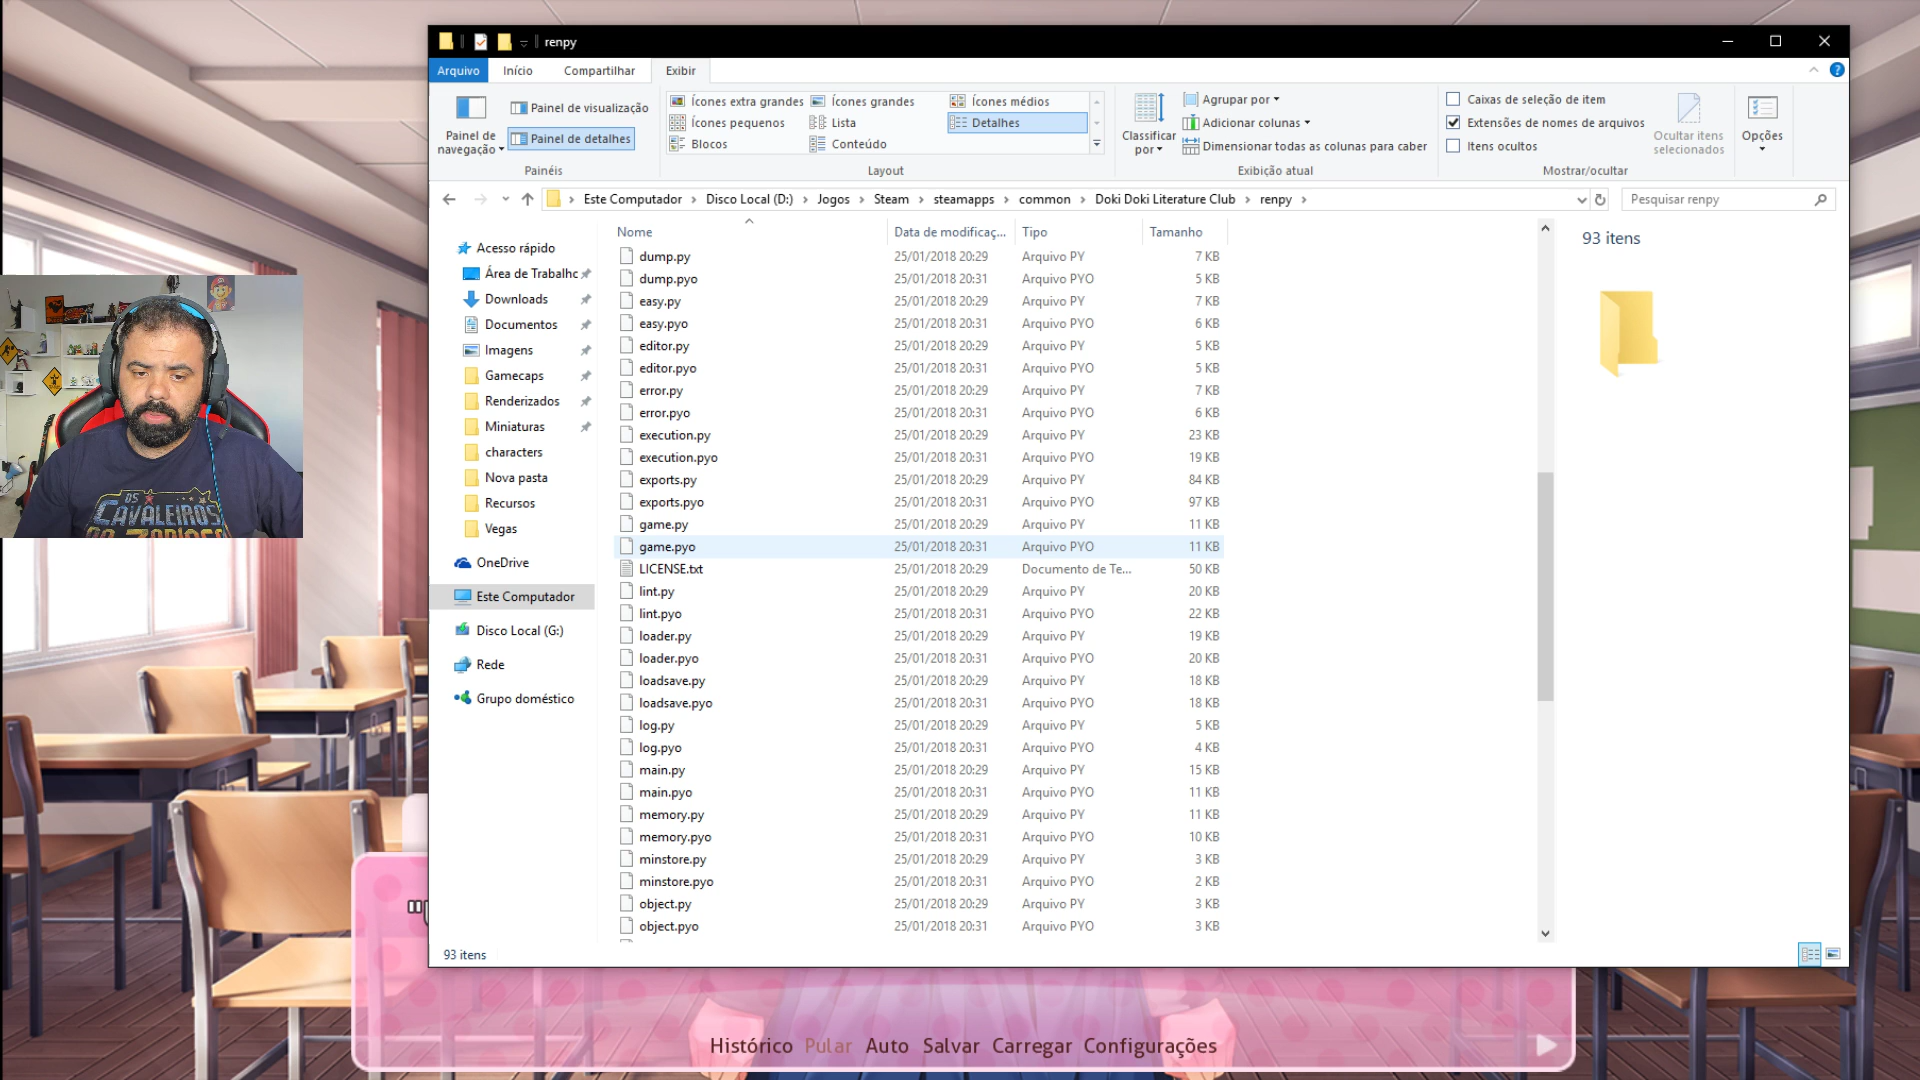 renpy
Arquivo Início Compartilhar Exibir
Painel de navegação
Painel de visualização
Painel de detalhes
Painéis
Ícones extra grandes Ícones grandes Ícones médios
Ícones pequenos Lista Detalhes
Blocos Conteúdo
Layout
Classificar por
Agrupar por
Adicionar colunas
Dimensionar todas as colunas para caber
Exibição atual
Caixas de seleção de item
Extensões de nomes de arquivos
Itens ocultos
Ocultar itens selecionados
Mostrar/ocultar
Opções
Este Computador Disco Local (D:) Jogos Steam steamapps common Doki Doki Literature Club renpy
Pesquisar renpy
Acesso rápido
Área de Trabalho
Downloads
Documentos
Imagens
Gamecaps
Renderizados
Miniaturas
characters
Nova pasta
Recursos
Vegas
OneDrive
Este Computador
Disco Local (G:)
Rede
Grupo doméstico
Nome Data de modificaç... Tipo Tamanho
dump.py 25/01/2018 20:29 Arquivo PY 7 KB
dump.pyo 25/01/2018 20:31 Arquivo PYO 5 KB
easy.py 25/01/2018 20:29 Arquivo PY 7 KB
easy.pyo 25/01/2018 20:31 Arquivo PYO 6 KB
editor.py 25/01/2018 20:29 Arquivo PY 5 KB
editor.pyo 25/01/2018 20:31 Arquivo PYO 5 KB
error.py 25/01/2018 20:29 Arquivo PY 7 KB
error.pyo 25/01/2018 20:31 Arquivo PYO 6 KB
execution.py 25/01/2018 20:29 Arquivo PY 23 KB
execution.pyo 25/01/2018 20:31 Arquivo PYO 19 KB
exports.py 25/01/2018 20:29 Arquivo PY 84 KB
exports.pyo 25/01/2018 20:31 Arquivo PYO 97 KB
game.py 25/01/2018 20:29 Arquivo PY 11 KB
game.pyo 25/01/2018 20:31 Arquivo PYO 11 KB
LICENSE.txt 25/01/2018 20:29 Documento de Te... 50 KB
lint.py 25/01/2018 20:29 Arquivo PY 20 KB
lint.pyo 25/01/2018 20:31 Arquivo PYO 22 KB
loader.py 25/01/2018 20:29 Arquivo PY 19 KB
loader.pyo 25/01/2018 20:31 Arquivo PYO 20 KB
loadsave.py 25/01/2018 20:29 Arquivo PY 18 KB
loadsave.pyo 25/01/2018 20:31 Arquivo PYO 18 KB
log.py 25/01/2018 20:29 Arquivo PY 5 KB
log.pyo 25/01/2018 20:31 Arquivo PYO 4 KB
main.py 25/01/2018 20:29 Arquivo PY 15 KB
main.pyo 25/01/2018 20:31 Arquivo PYO 11 KB
memory.py 25/01/2018 20:29 Arquivo PY 11 KB
memory.pyo 25/01/2018 20:31 Arquivo PYO 10 KB
minstore.py 25/01/2018 20:29 Arquivo PY 3 KB
minstore.pyo 25/01/2018 20:31 Arquivo PYO 2 KB
object.py 25/01/2018 20:29 Arquivo PY 3 KB
object.pyo 25/01/2018 20:31 Arquivo PYO 3 KB
93 itens
93 itens
OS
CAVALEIROS
DO ZODÍACO
Histórico Pular Auto Salvar Carregar Configurações